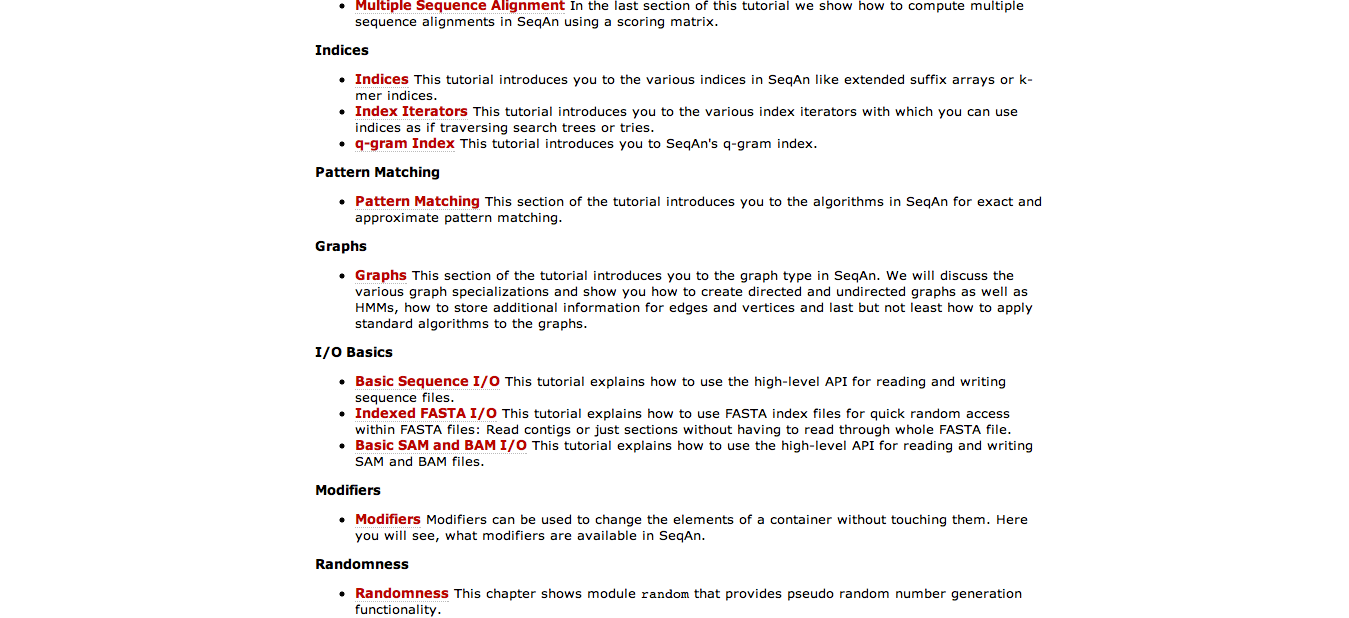 • Multiple Sequence Alignment In the last section of this tutorial we show how to compute multiple
sequence alignments in SeqAn using a scoring matrix.
Indices
• Indices This tutorial introduces you to the various indices in SeqAn like extended suffix arrays or k-
mer indices.
• Index Iterators This tutorial introduces you to the various index iterators with which you can use
indices as if traversing search trees or tries.
• q-gram Index This tutorial introduces you to SeqAn's q-gram index.
Pattern Matching
• Pattern Matching This section of the tutorial introduces you to the algorithms in SeqAn for exact and
approximate pattern matching.
Graphs
• Graphs This section of the tutorial introduces you to the graph type in SeqAn. We will discuss the
various graph specializations and show you how to create directed and undirected graphs as well as
HMMs, how to store additional information for edges and vertices and last but not least how to apply
standard algorithms to the graphs.
I/O Basics
• Basic Sequence I/O This tutorial explains how to use the high-level API for reading and writing
sequence files.
• Indexed FASTA I/O This tutorial explains how to use FASTA index files for quick random access
within FASTA files: Read contigs or just sections without having to read through whole FASTA file.
• Basic SAM and BAM I/O This tutorial explains how to use the high-level API for reading and writing
SAM and BAM files.
Modifiers
• Modifiers Modifiers can be used to change the elements of a container without touching them. Here
you will see, what modifiers are available in SeqAn.
Randomness
• Randomness This chapter shows module random that provides pseudo random number generation
functionality.